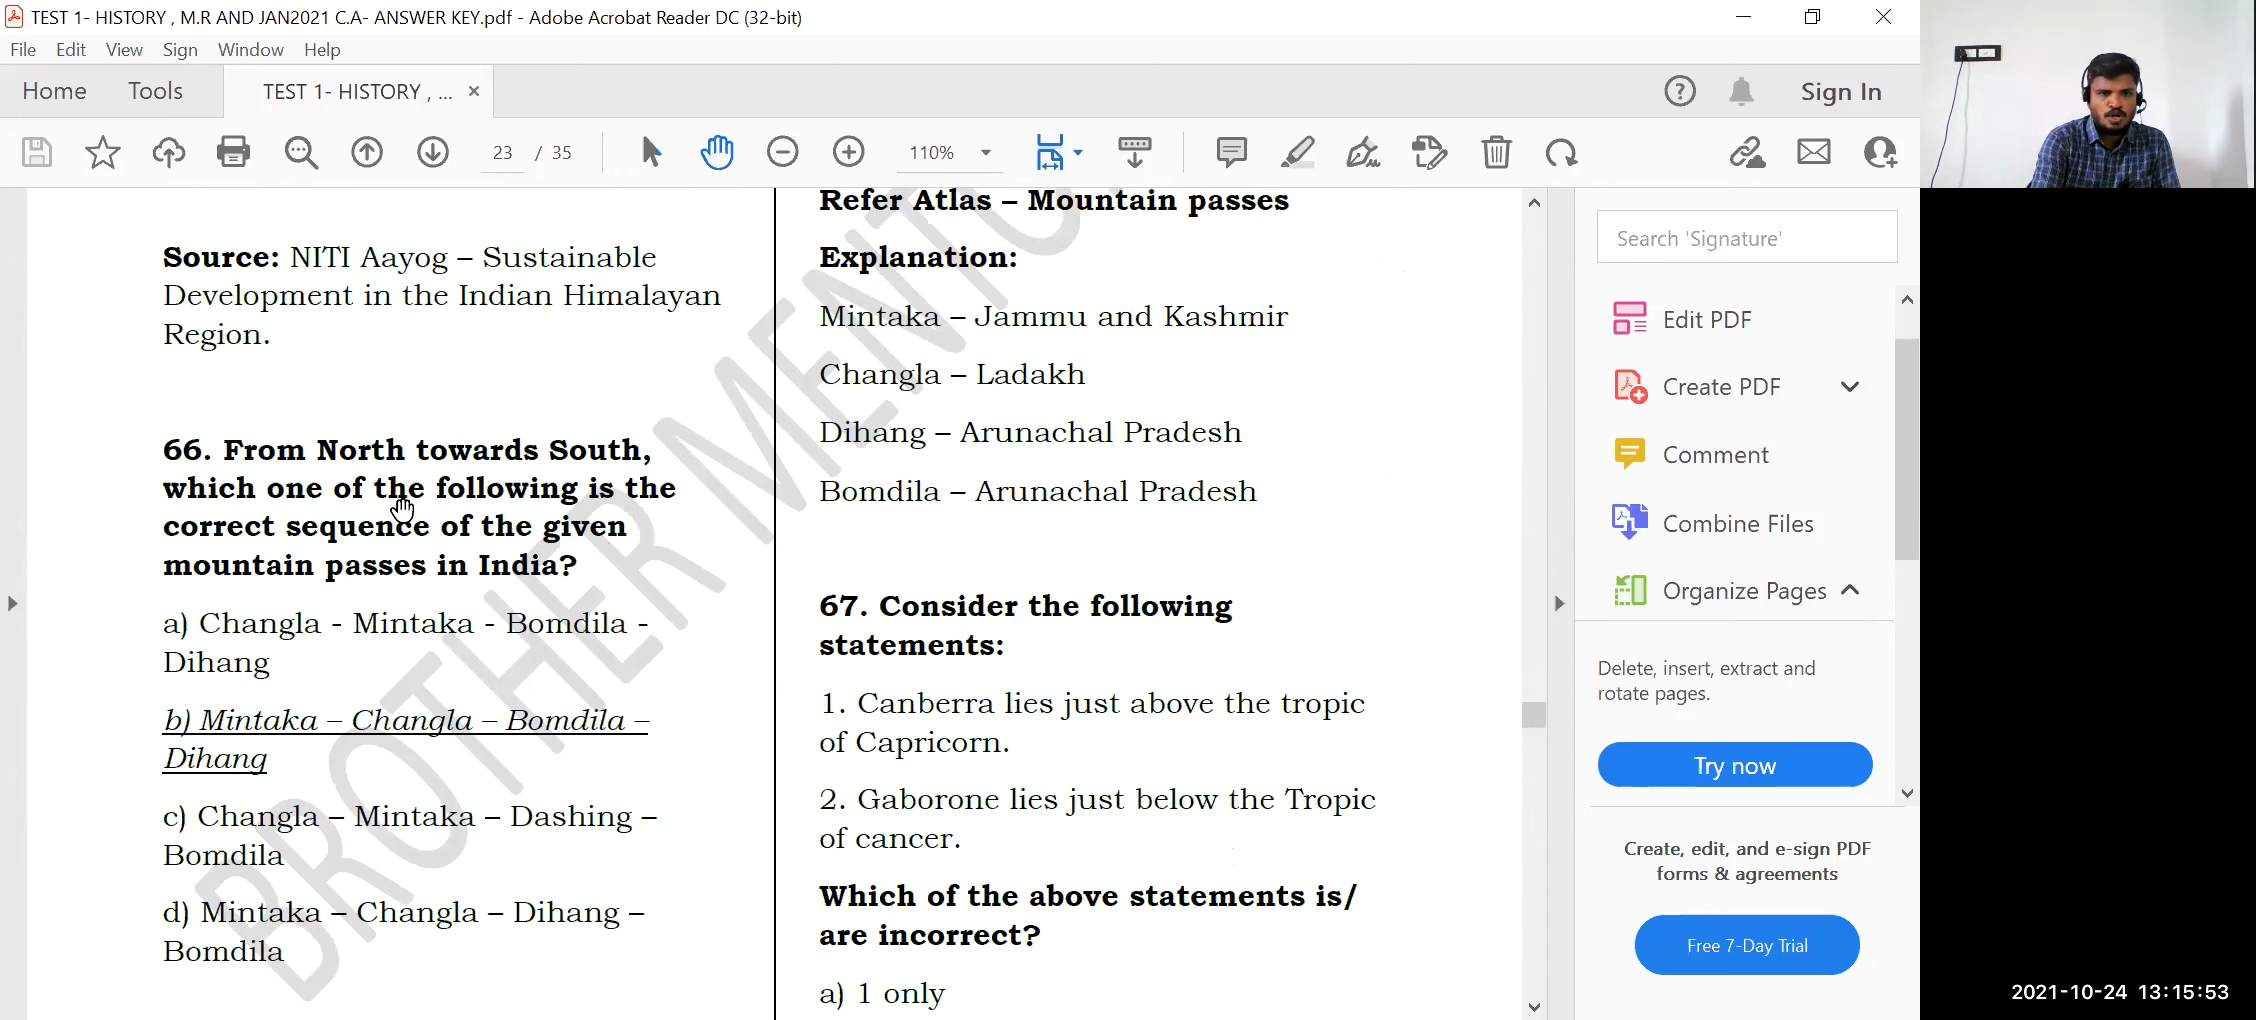 TEST 1- HISTORY , M.R AND JAN2021 C.A- ANSWER KEY.pdf - Adobe Acrobat Reader DC (32-bit)
File Edit View Sign Window Help
Home Tools TEST 1- HISTORY , ... × Sign In
23 / 35 110%
Source: NITI Aayog – Sustainable
Development in the Indian Himalayan
Region.
66. From North towards South,
which one of the following is the
correct sequence of the given
mountain passes in India?
a) Changla - Mintaka - Bomdila -
Dihang
b) Mintaka – Changla – Bomdila –
Dihang
c) Changla – Mintaka – Dashing –
Bomdila
d) Mintaka – Changla – Dihang –
Bomdila
Refer Atlas – Mountain passes
Explanation:
Mintaka – Jammu and Kashmir
Changla – Ladakh
Dihang – Arunachal Pradesh
Bomdila – Arunachal Pradesh
67. Consider the following
statements:
1. Canberra lies just above the tropic
of Capricorn.
2. Gaborone lies just below the Tropic
of cancer.
Which of the above statements is/
are incorrect?
a) 1 only
BROTHER MENTO
Search 'Signature'
Edit PDF
Create PDF
Comment
Combine Files
Organize Pages
Delete, insert, extract and
rotate pages.
Try now
Create, edit, and e-sign PDF
forms & agreements
Free 7-Day Trial
2021-10-24 13:15:53